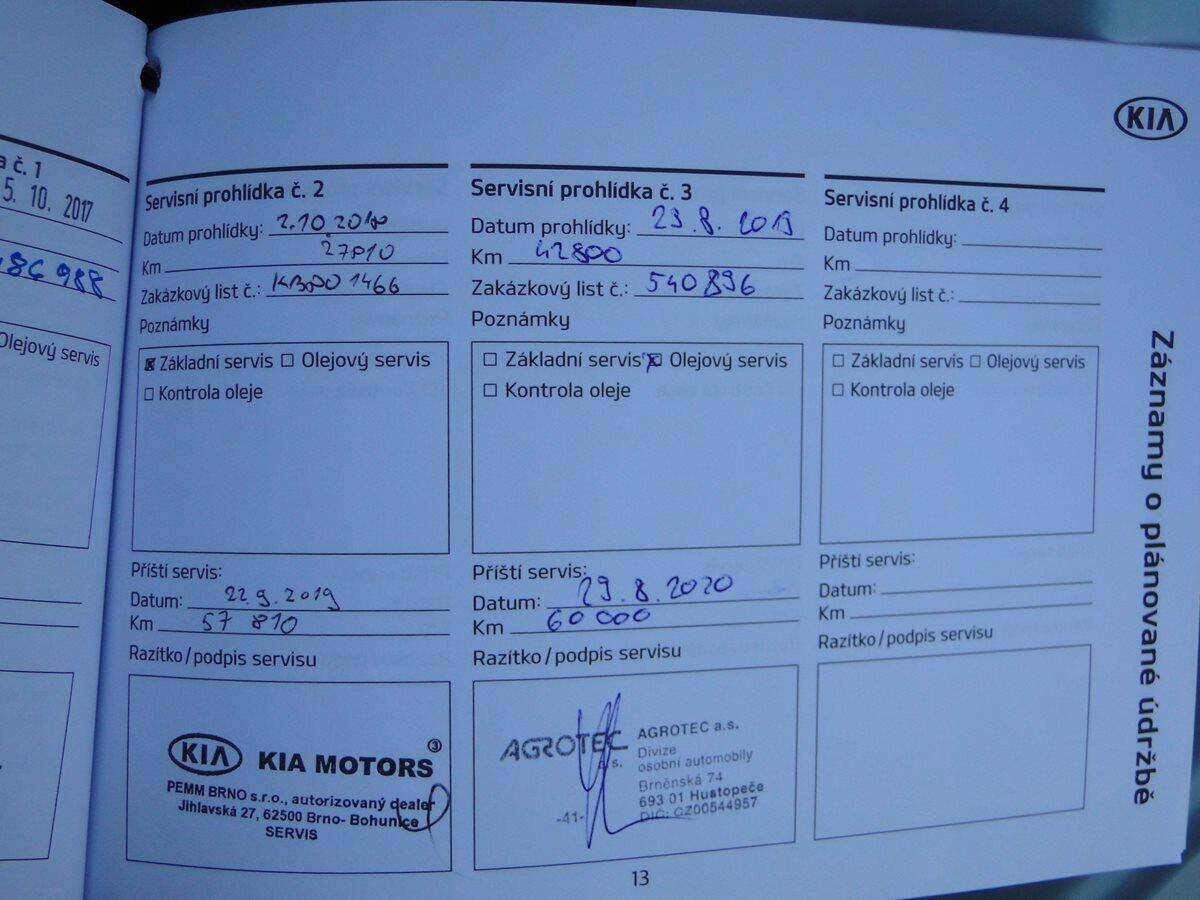 a č. 1
5. 10. 2017
86 988
Olejový servis
KIA
Servisní prohlídka č. 2
Datum prohlídky: 2.10.2018
Km 27810
Zakázkový list č.: 1466
Poznámky
Základní servis Olejový servis
Kontrola oleje
Příští servis:
Datum: 22.9.2019
Km 57 810
Razítko/podpis servisu
KIA KIA MOTORS 3
PEMM BRNO s.r.o., autorizovaný dealer
Jihlavská 27, 62500 Brno- Bohunice
SERVIS
Servisní prohlídka č. 3
Datum prohlídky: 29.8.2019
Km 42800
Zakázkový list č.: 540896
Poznámky
Základní servis Olejový servis
Kontrola oleje
Příští servis:
Datum: 29.8.2020
Km 60 000
Razítko/podpis servisu
AGROTEC a.s.
-41-
AGROTEC a.s.
Divize
osobní automobily
Brněnská 74
693 01 Hustopeče
DIČ: CZ00544957
Servisní prohlídka č. 4
Datum prohlídky:
Km
Zakázkový list č.:
Poznámky
Základní servis Olejový servis
Kontrola oleje
Příští servis:
Datum:
Km
Razítko/podpis servisu
Záznamy o plánované údržbě
13